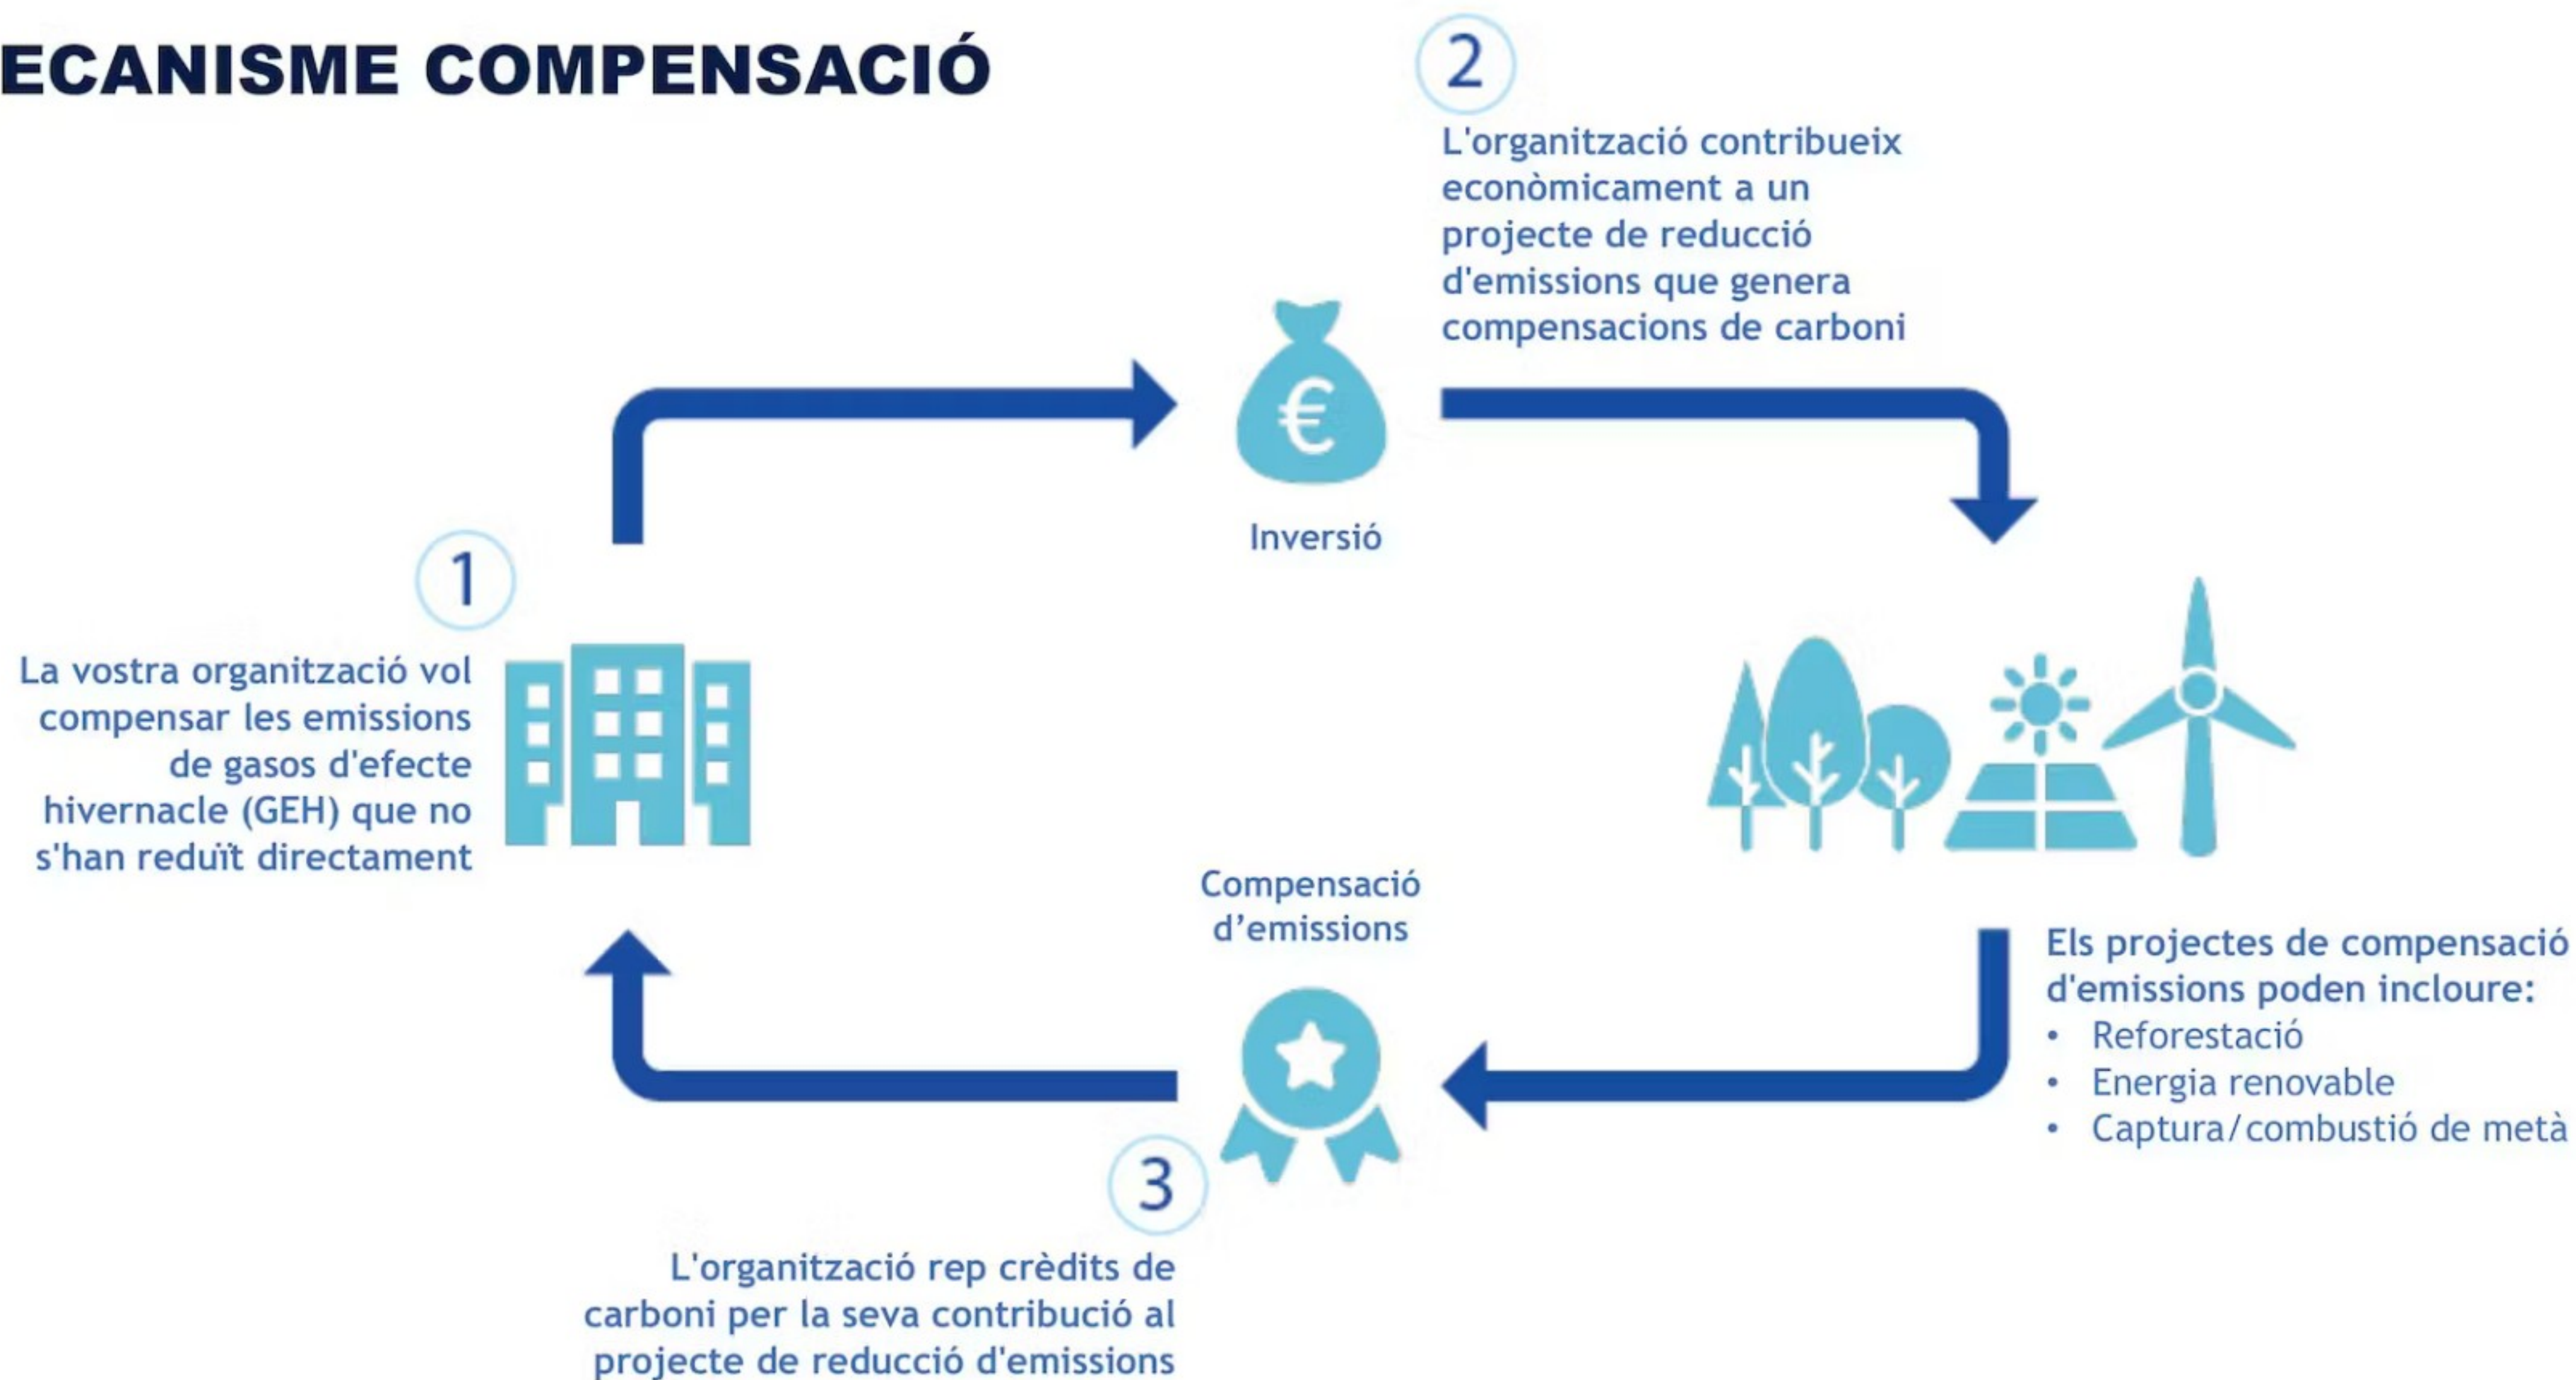 ECANISME COMPENSACIÓ
2
L'organització contribueix
econòmicament a un
projecte de reducció
d'emissions que genera
compensacions de carboni
€
Inversió
1
La vostra organització vol
compensar les emissions
de gasos d'efecte
hivernacle (GEH) que no
s'han reduït directament
Compensació
d’emissions
Els projectes de compensació
d'emissions poden incloure:
• Reforestació
• Energia renovable
• Captura/combustió de metà
3
L'organització rep crèdits de
carboni per la seva contribució al
projecte de reducció d'emissions